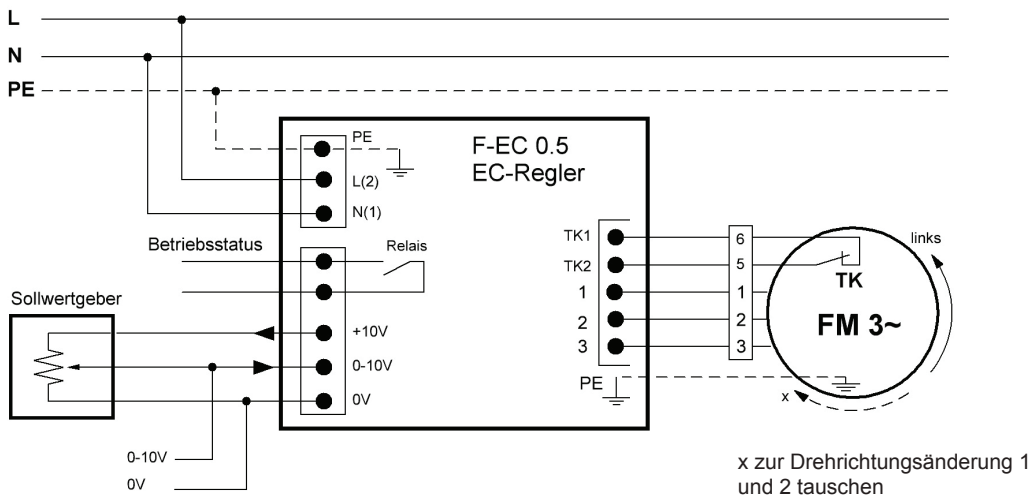 L
N
PE
PE
L(2)
N(1)
F-EC 0.5
EC-Regler
Betriebsstatus
Relais
Sollwertgeber
+10V
0-10V
0V
0-10V
0V
TK1
TK2
1
2
3
PE
6
5
1
2
3
links
TK
FM 3~
x
x zur Drehrichtungsänderung 1
und 2 tauschen